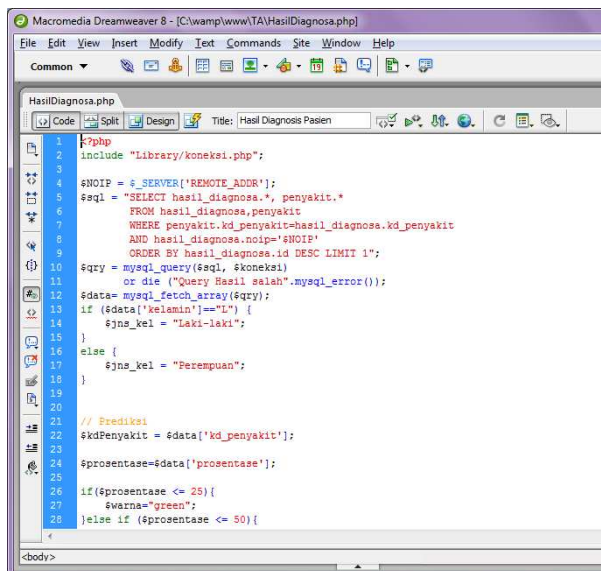 Macromedia Dreamweaver 8 - [C:\wamp\www\TA\HasilDiagnosa.php]
File Edit View Insert Modify Text Commands Site Window Help
Common
HasilDiagnosa.php
Code Split Design Title: Hasil Diagnosis Pasien
1 <?php
2 include "Library/koneksi.php";
3
4 $NOIP = $_SERVER['REMOTE_ADDR'];
5 $sql = "SELECT hasil_diagnosa.*, penyakit.*
6 FROM hasil_diagnosa,penyakit
7 WHERE penyakit.kd_penyakit=hasil_diagnosa.kd_penyakit
8 AND hasil_diagnosa.noip='$NOIP'
9 ORDER BY hasil_diagnosa.id DESC LIMIT 1";
10 $qry = mysql_query($sql, $koneksi)
11 or die ("Query Hasil salah".mysql_error());
12 $data= mysql_fetch_array($qry);
13 if ($data['kelamin']=="L") {
14 $jns_kel = "Laki-laki";
15 }
16 else {
17 $jns_kel = "Perempuan";
18 }
19
20
21 // Prediksi
22 $kdPenyakit = $data['kd_penyakit'];
23
24 $prosentase=$data['prosentase'];
25
26 if($prosentase <= 25){
27 $warna="green";
28 }else if ($prosentase <= 50){
<body>